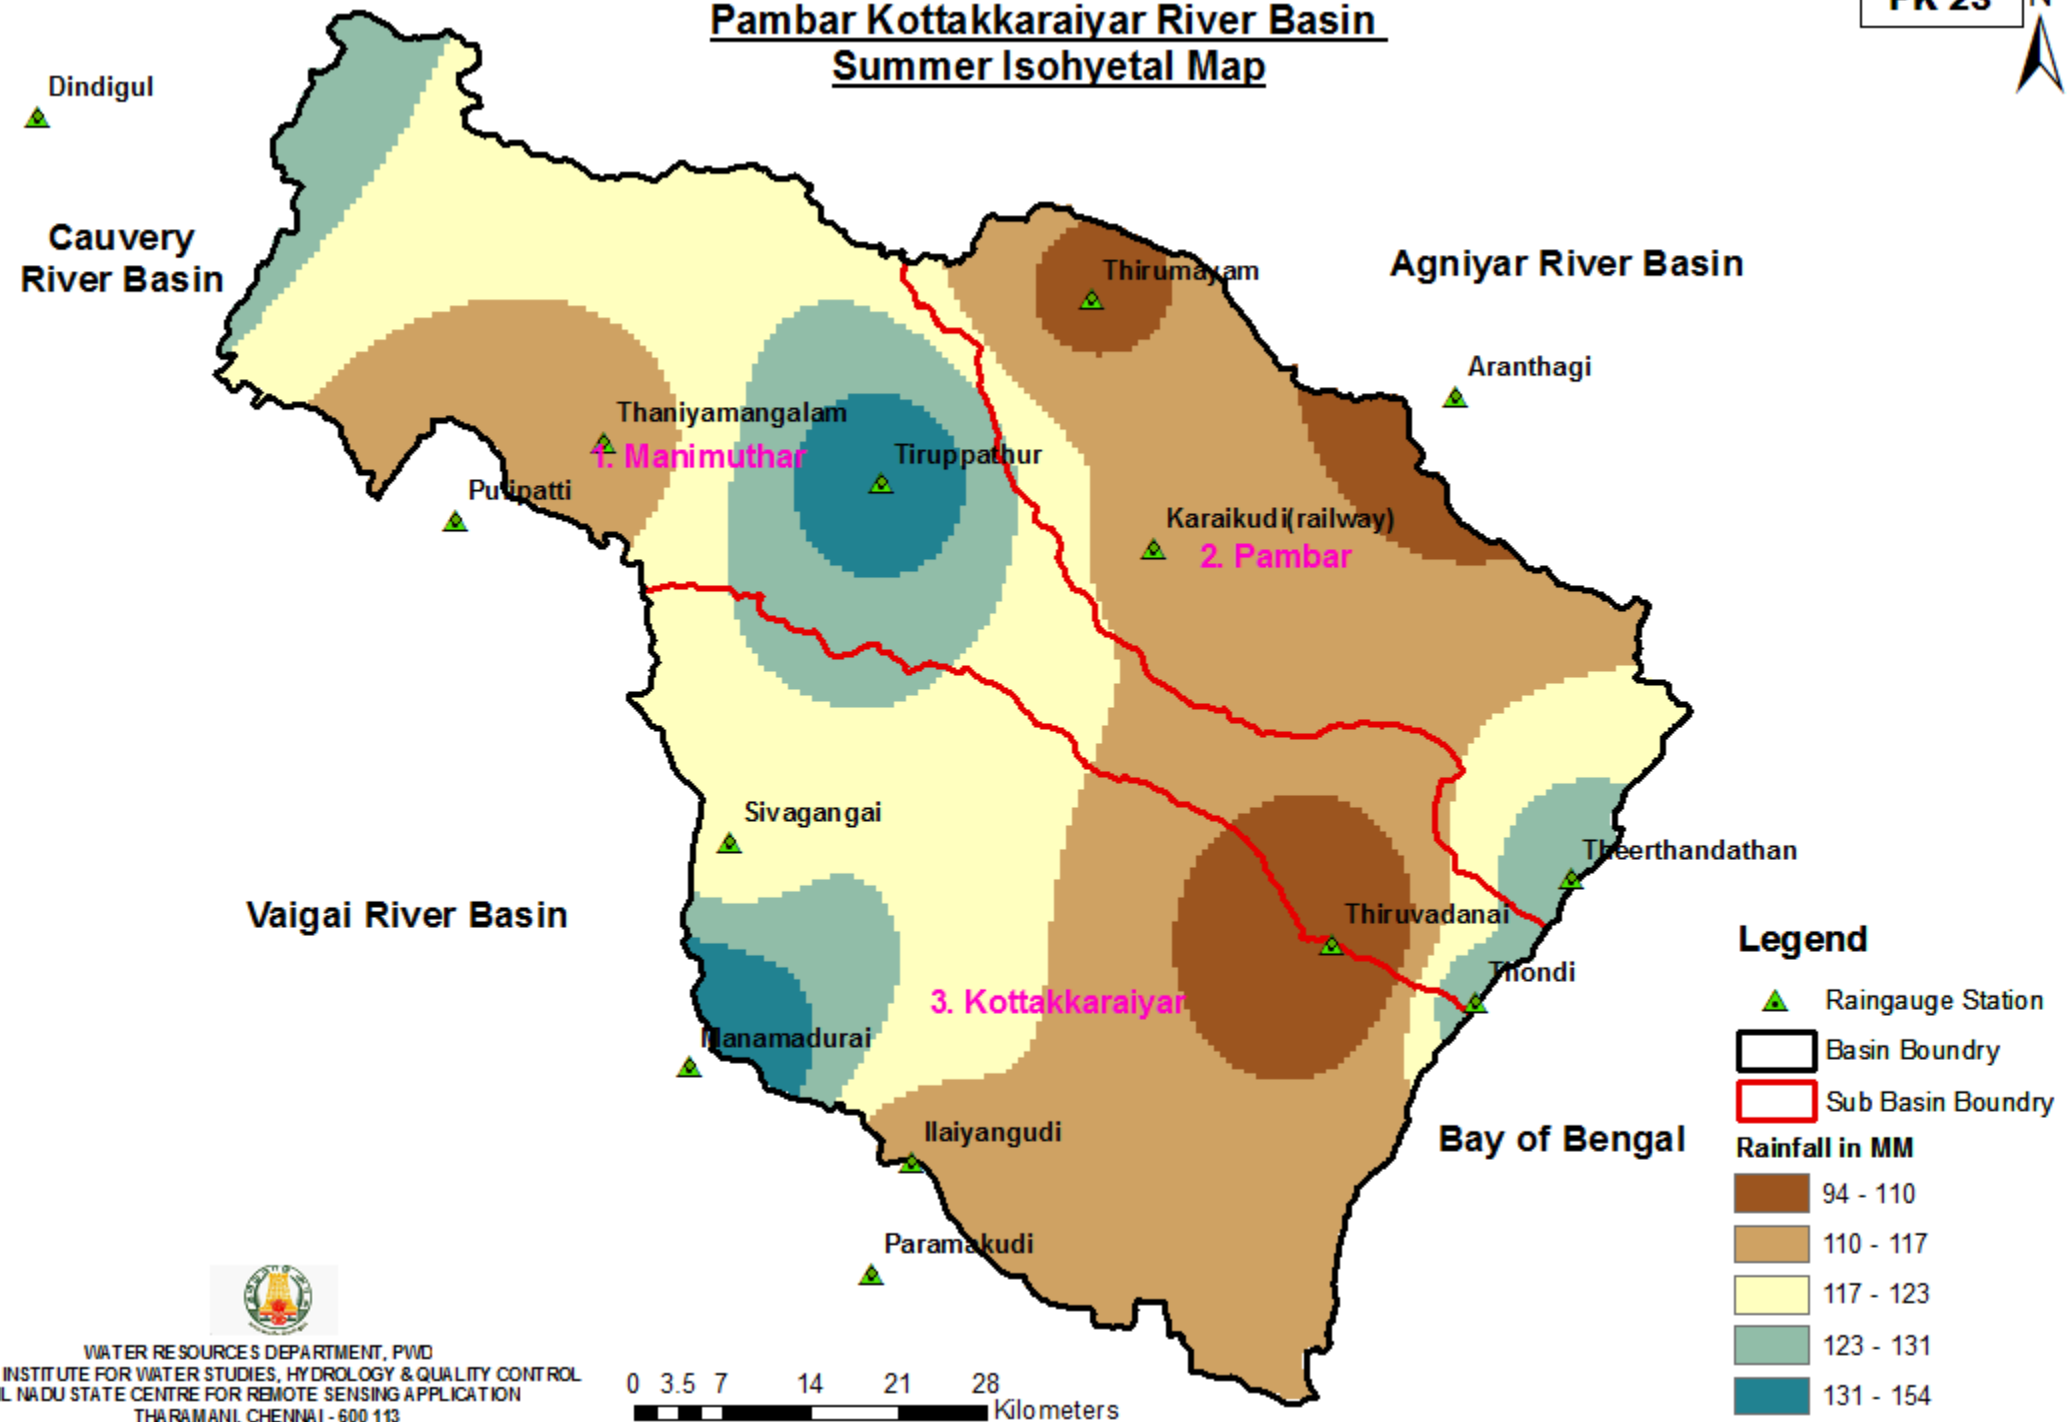 Pambar Kottakkaraiyar River Basin
Summer Isohyetal Map
PK 23
N
Dindigul
Cauvery
River Basin
Thirumayam
Agniyar River Basin
Aranthagi
Thaniyamangalam
1. Manimuthar
Tiruppathur
Pulipatti
Karaikudi(railway)
2. Pambar
Sivagangai
Theerthandathan
Vaigai River Basin
Thiruvadanai
Thondi
3. Kottakkaraiyar
Manamadurai
Ilaiyangudi
Bay of Bengal
Paramakudi
Legend
Raingauge Station
Basin Boundry
Sub Basin Boundry
Rainfall in MM
94 - 110
110 - 117
117 - 123
123 - 131
131 - 154
WATER RESOURCES DEPARTMENT, PWD
INSTITUTE FOR WATER STUDIES, HYDROLOGY & QUALITY CONTROL
L NADU STATE CENTRE FOR REMOTE SENSING APPLICATION
THARAMANI, CHENNAI - 600 113
0 3.5 7 14 21 28
Kilometers